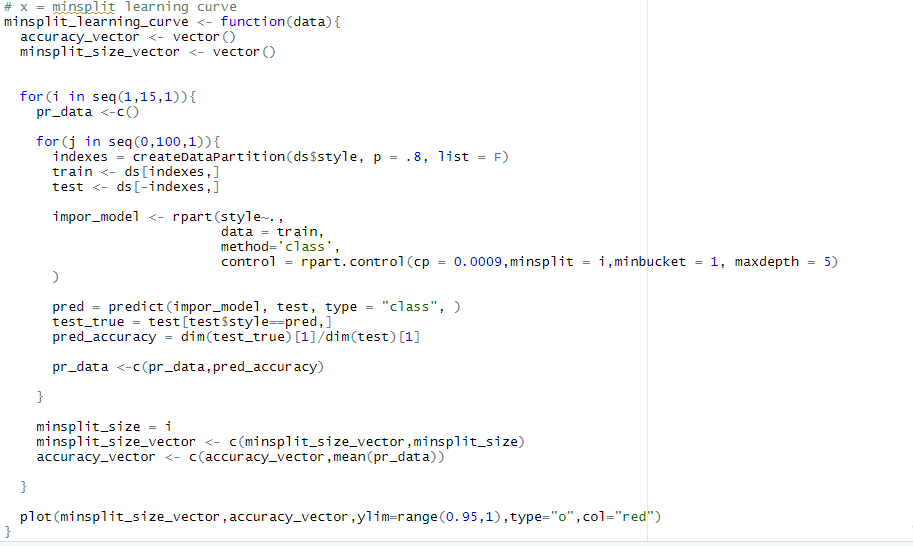 # x = minsplit learning curve
minsplit_learning_curve <- function(data){
  accuracy_vector <- vector()
  minsplit_size_vector <- vector()
  for(i in seq(1,15,1)){
    pr_data <-c()
    for(j in seq(0,100,1)){
      indexes = createDataPartition(ds$style, p = .8, list = F)
      train <- ds[indexes,]
      test <- ds[-indexes,]
      impor_model <- rpart(style~.,
                           data = train,
                           method='class',
                           control = rpart.control(cp = 0.0009,minsplit = i,minbucket = 1, maxdepth = 5)
      )
      pred = predict(impor_model, test, type = "class", )
      test_true = test[test$style==pred,]
      pred_accuracy = dim(test_true)[1]/dim(test)[1]
      pr_data <-c(pr_data,pred_accuracy)
    }
    minsplit_size = i
    minsplit_size_vector <- c(minsplit_size_vector,minsplit_size)
    accuracy_vector <- c(accuracy_vector,mean(pr_data))
  }
  plot(minsplit_size_vector,accuracy_vector,ylim=range(0.95,1),type="o",col="red")
}